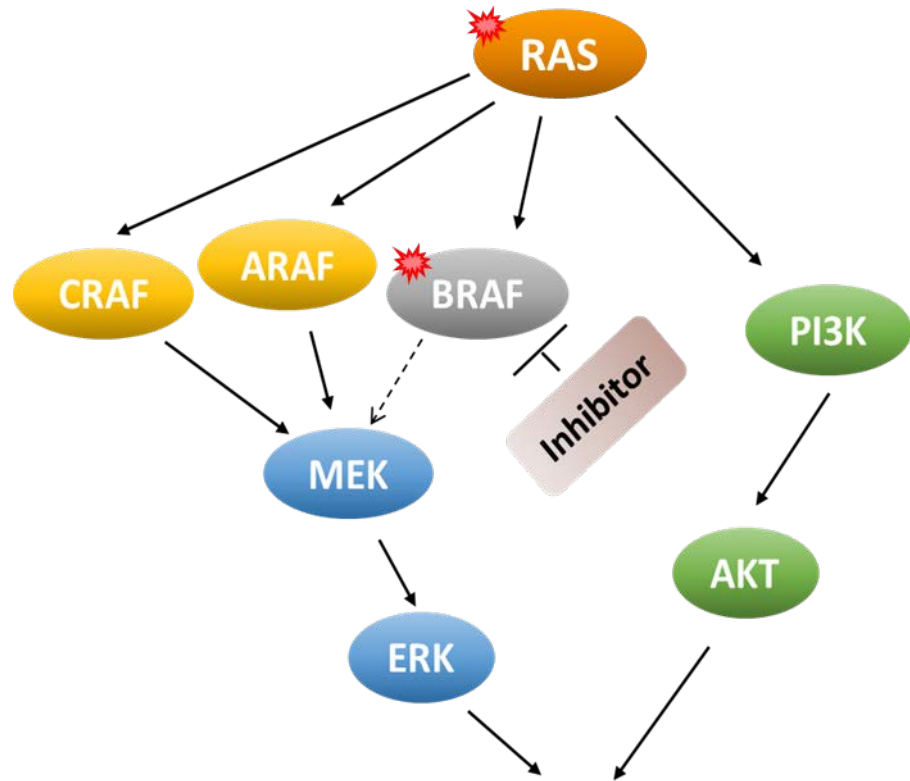 RAS
CRAF
ARAF
BRAF
PI3K
Inhibitor
MEK
AKT
ERK